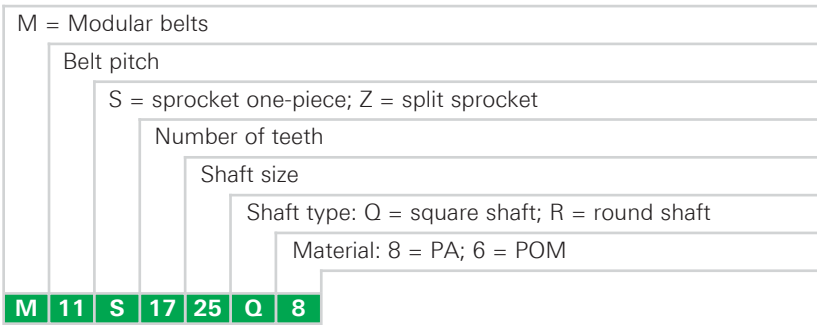 M = Modular belts
Belt pitch
S = sprocket one-piece; Z = split sprocket
Number of teeth
Shaft size
Shaft type: Q = square shaft; R = round shaft
Material: 8 = PA; 6 = POM
M 11 S 17 25 Q 8